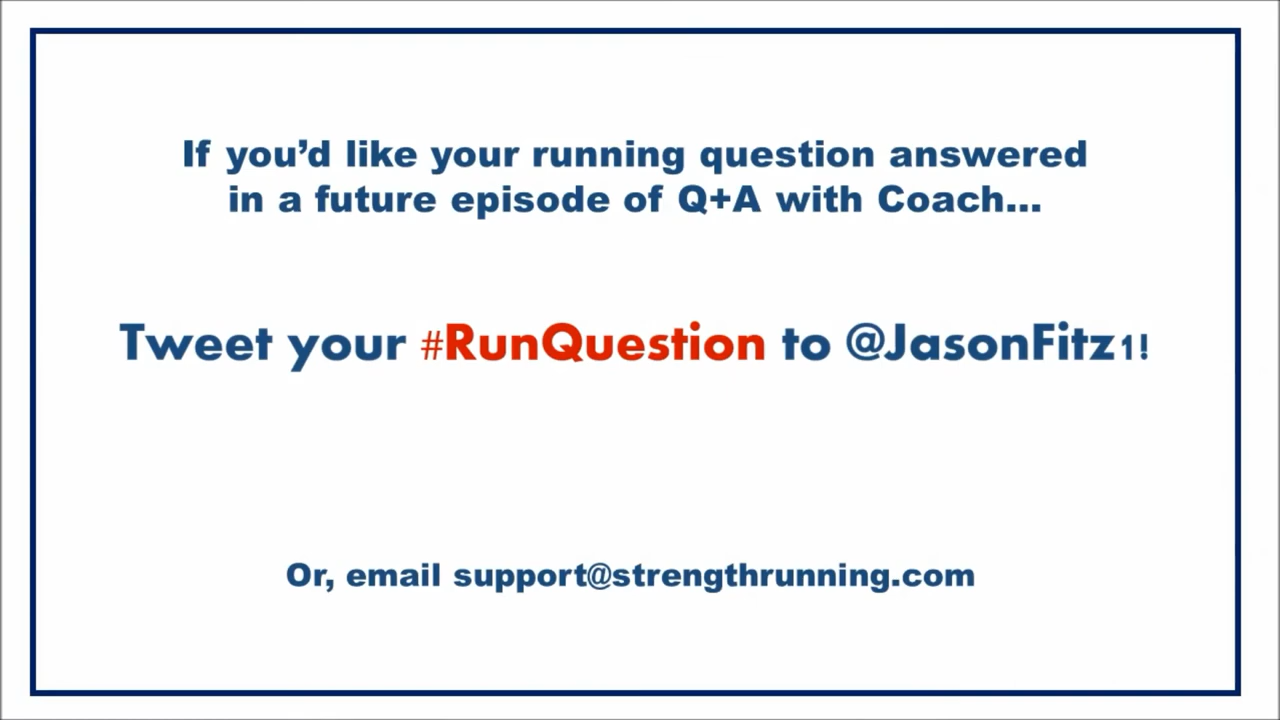 If you’d like your running question answered
in a future episode of Q+A with Coach...
Tweet your #RunQuestion to @JasonFitz1!
Or, email support@strengthrunning.com